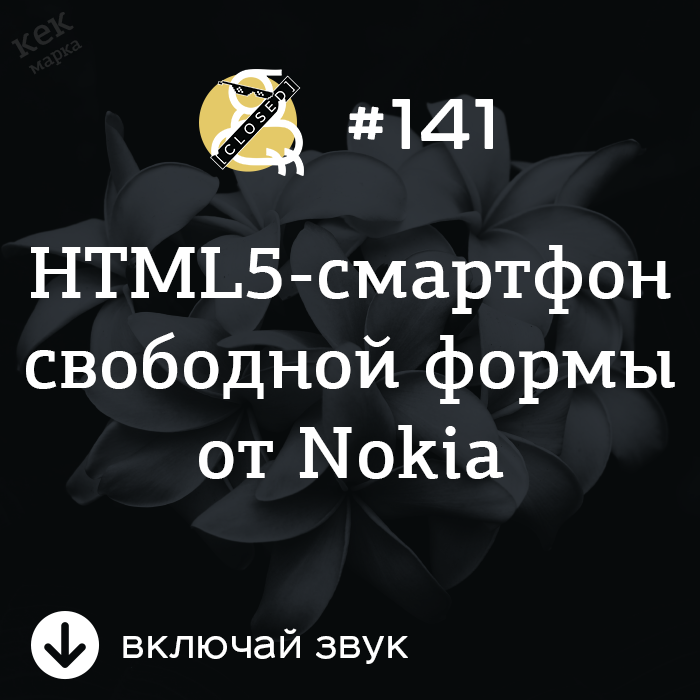 кек
марка
[CLOSED]
#141
HTML5-смартфон
свободной формы
от Nokia
включай звук